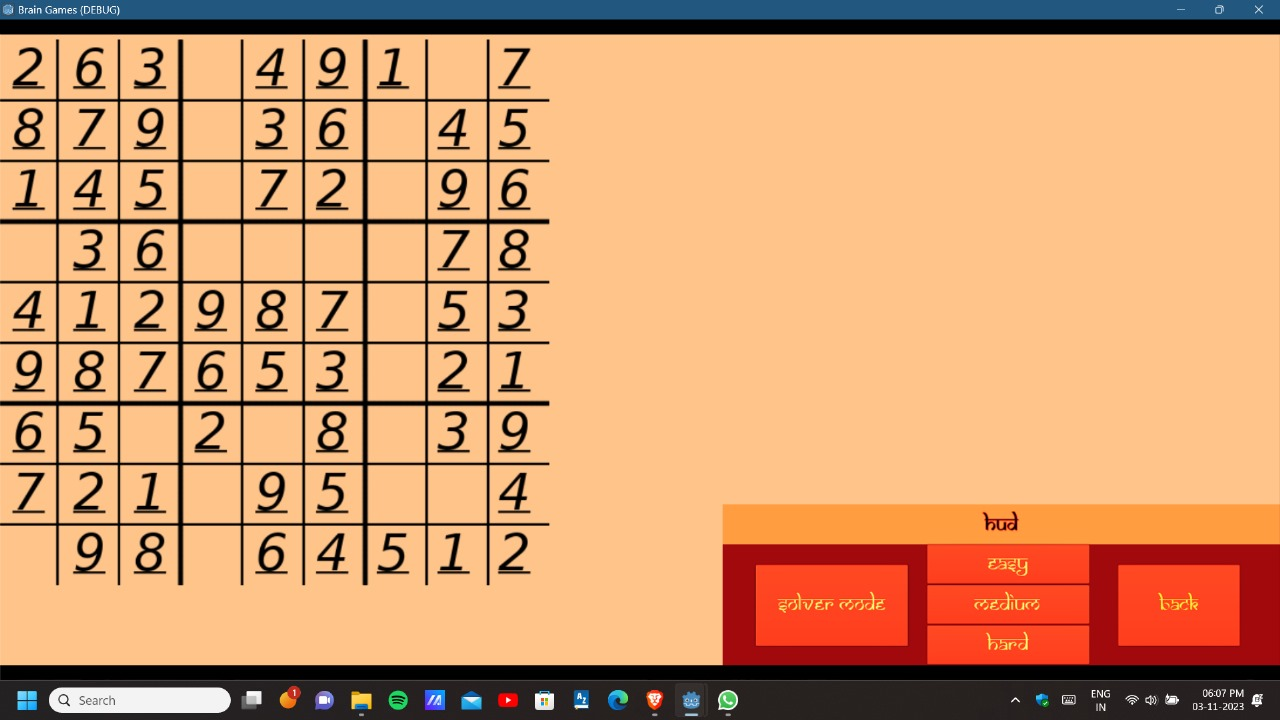 Brain Games (DEBUG)
2 6 3 4 9 1 7
8 7 9 3 6 4 5
1 4 5 7 2 9 6
3 6 7 8
4 1 2 9 8 7 5 3
9 8 7 6 5 3 2 1
6 5 2 8 3 9
7 2 1 9 5 4
9 8 6 4 5 1 2
HUD
EASY
SOLVER MODE
MEDIUM
BACK
HARD
Search
1
ENG
IN
06:07 PM
03-11-2023